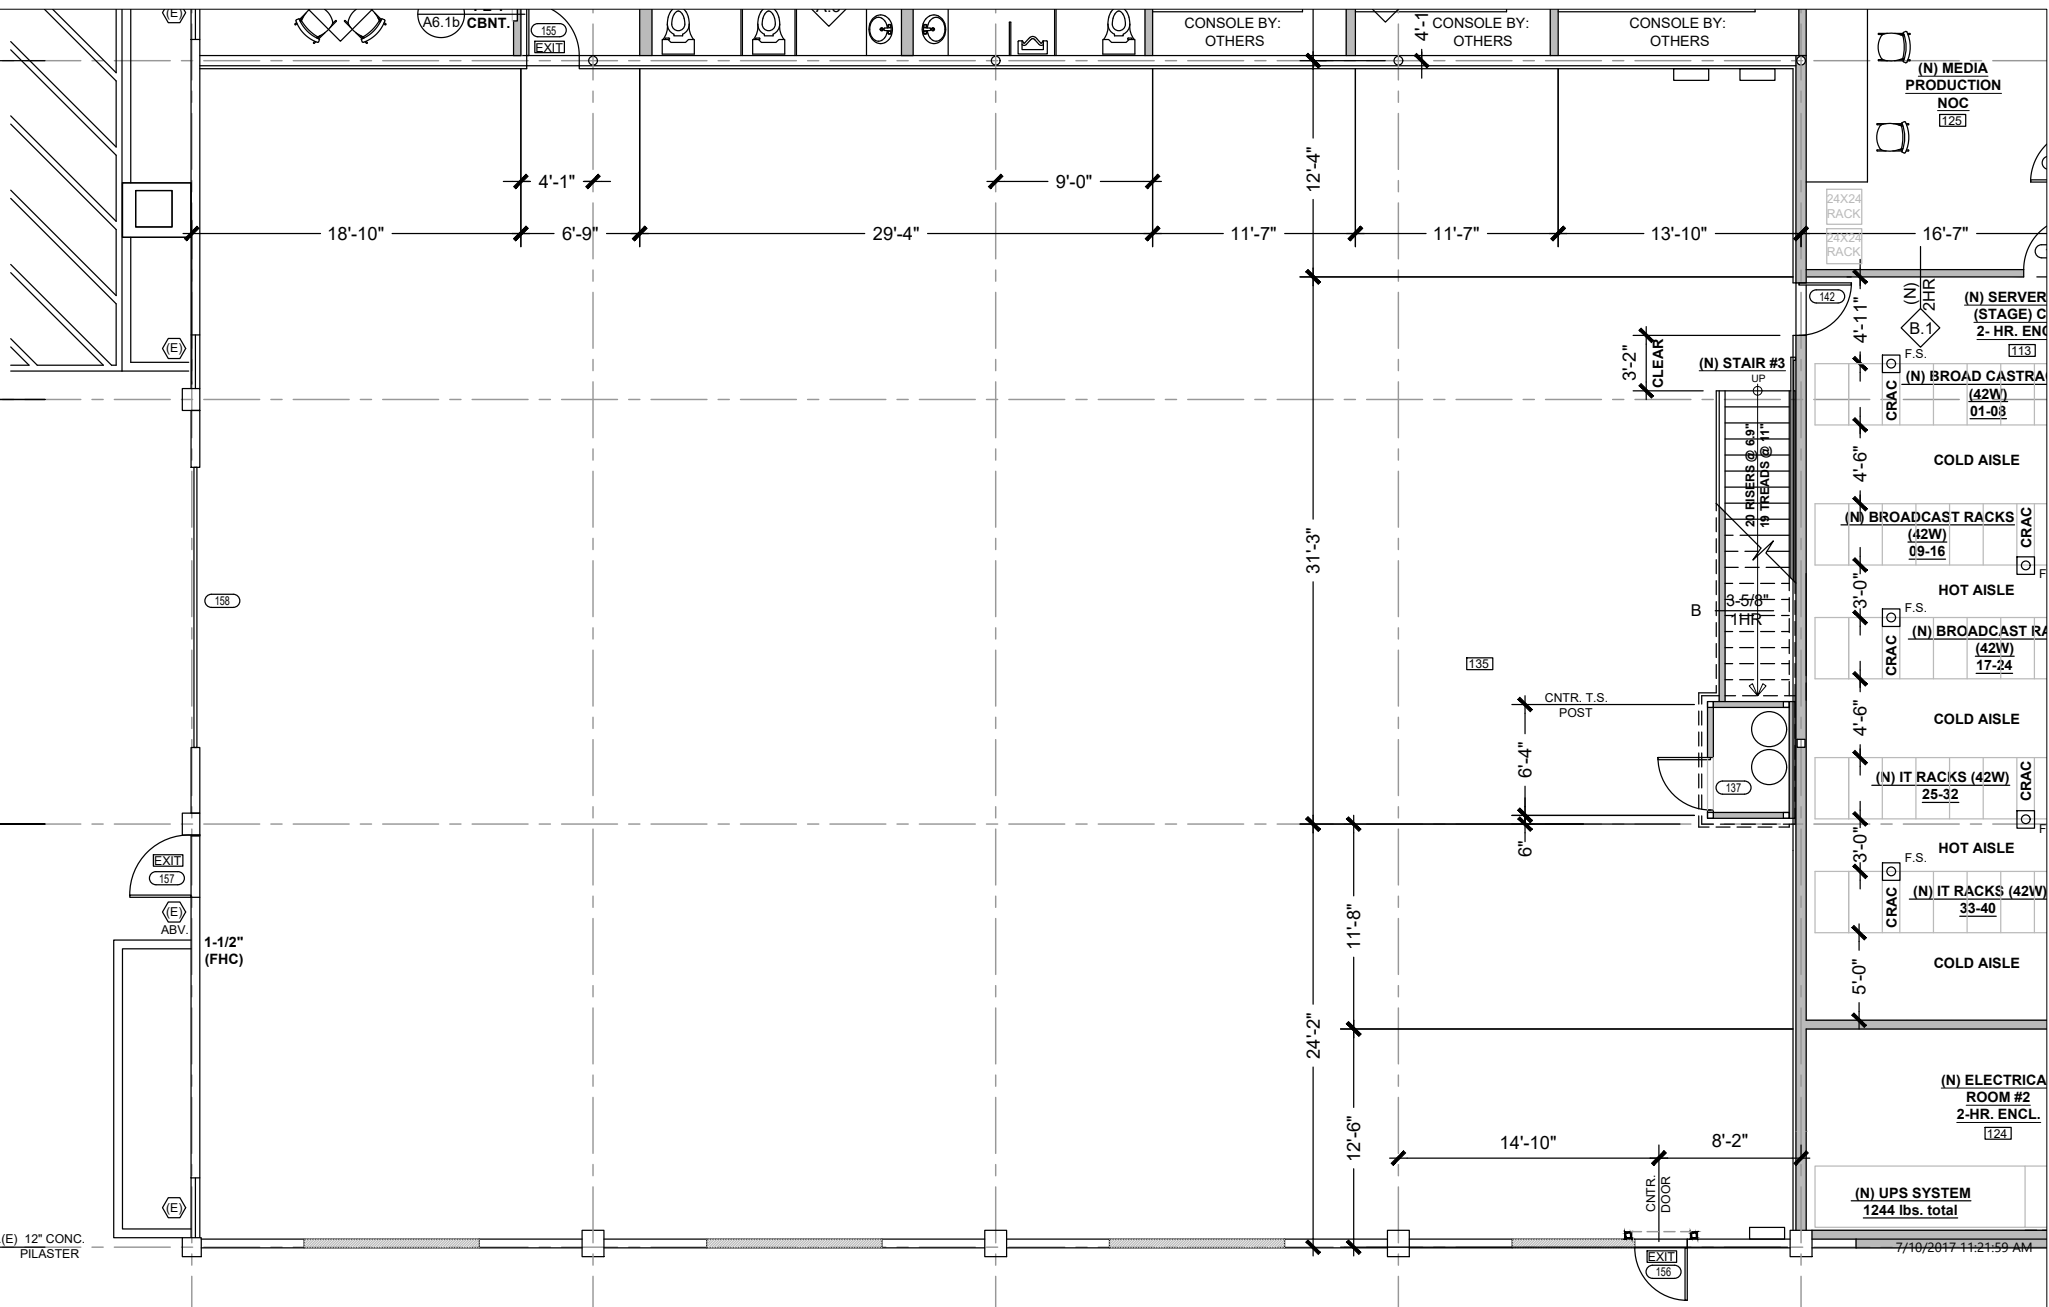 (E)
A6.1b
CBNT.
155
EXIT
CONSOLE BY:
OTHERS
4'-1
CONSOLE BY:
OTHERS
CONSOLE BY:
OTHERS
(N) MEDIA
PRODUCTION
NOC
125
12'-4"
4'-1"
9'-0"
18'-10"
6'-9"
29'-4"
11'-7"
11'-7"
13'-10"
16'-7"
24X24
RACK
24X24
RACK
(N)
2HR
B.1
142
4'-11"
(N) SERVER
(STAGE) C
2- HR. ENC
113
(E)
3'-2"
CLEAR
(N) STAIR #3
UP
F.S.
CRAC
(N) BROAD CASTRA
(42W)
01-08
20 RISERS @ 6.9"
19 TREADS @ 11"
4'-6"
COLD AISLE
31'-3"
(N) BROADCAST RACKS
(42W)
09-16
CRAC
F
3'-0"
HOT AISLE
158
B
3-5/8"
1HR
F.S.
CRAC
(N) BROADCAST RA
(42W)
17-24
135
CNTR. T.S.
POST
6'-4"
4'-6"
COLD AISLE
137
(N) IT RACKS (42W)
25-32
CRAC
F
6"
3'-0"
HOT AISLE
EXIT
157
(E)
ABV.
1-1/2"
(FHC)
11'-8"
F.S.
CRAC
(N) IT RACKS (42W)
33-40
5'-0"
COLD AISLE
24'-2"
12'-6"
14'-10"
8'-2"
(N) ELECTRICA
ROOM #2
2-HR. ENCL.
124
CNTR.
DOOR
(N) UPS SYSTEM
1244 lbs. total
(E)
(E) 12" CONC.
PILASTER
EXIT
156
7/10/2017 11:21:59 AM